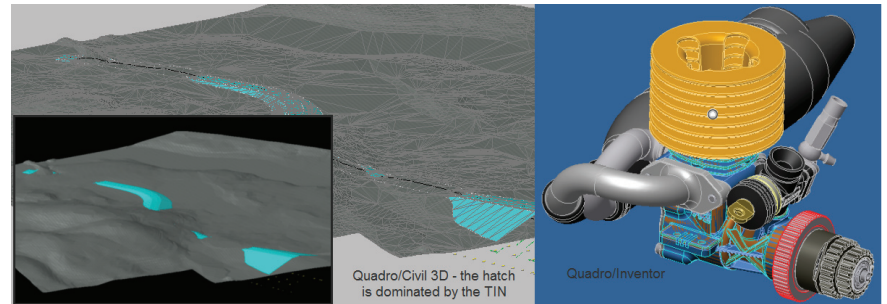 Quadro/Civil 3D - the hatch
is dominated by the TIN
Quadro/Inventor